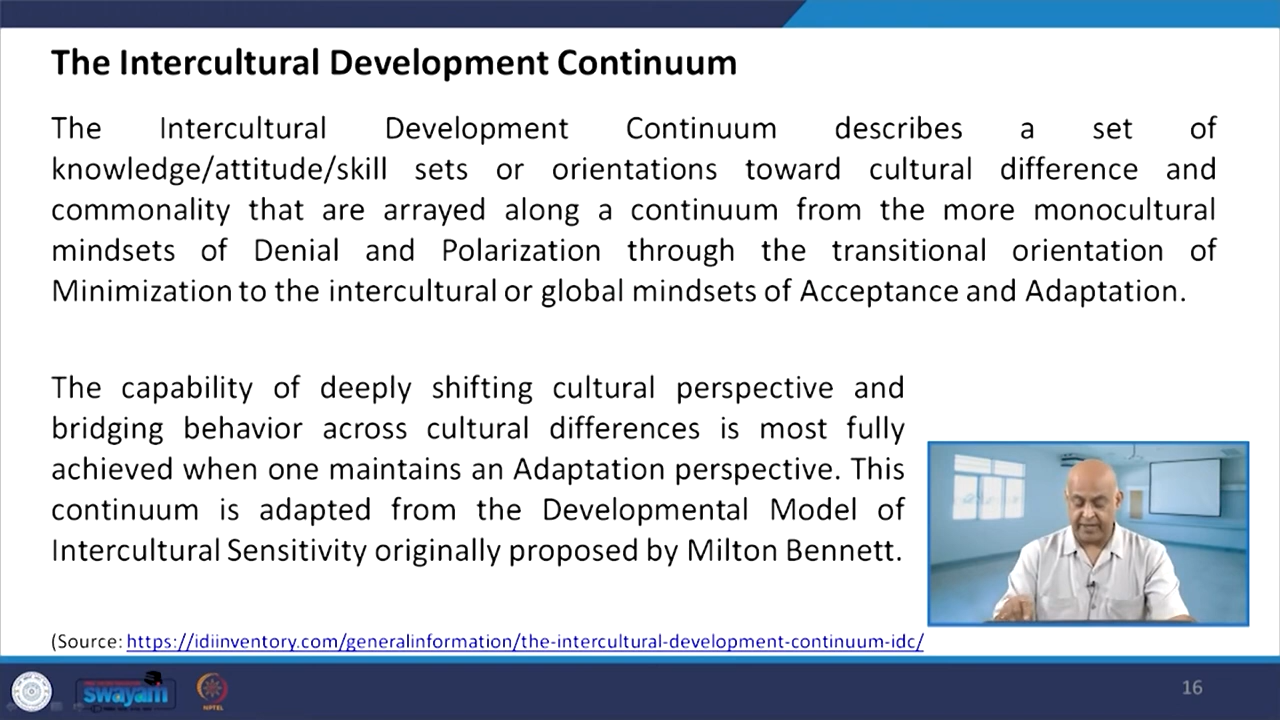 The Intercultural Development Continuum
The Intercultural Development Continuum describes a set of
knowledge/attitude/skill sets or orientations toward cultural difference and
commonality that are arrayed along a continuum from the more monocultural
mindsets of Denial and Polarization through the transitional orientation of
Minimization to the intercultural or global mindsets of Acceptance and Adaptation.
The capability of deeply shifting cultural perspective and
bridging behavior across cultural differences is most fully
achieved when one maintains an Adaptation perspective. This
continuum is adapted from the Developmental Model of
Intercultural Sensitivity originally proposed by Milton Bennett.
(Source: https://idiinventory.com/generalinformation/the-intercultural-development-continuum-idc/
swayam
NPTEL
16